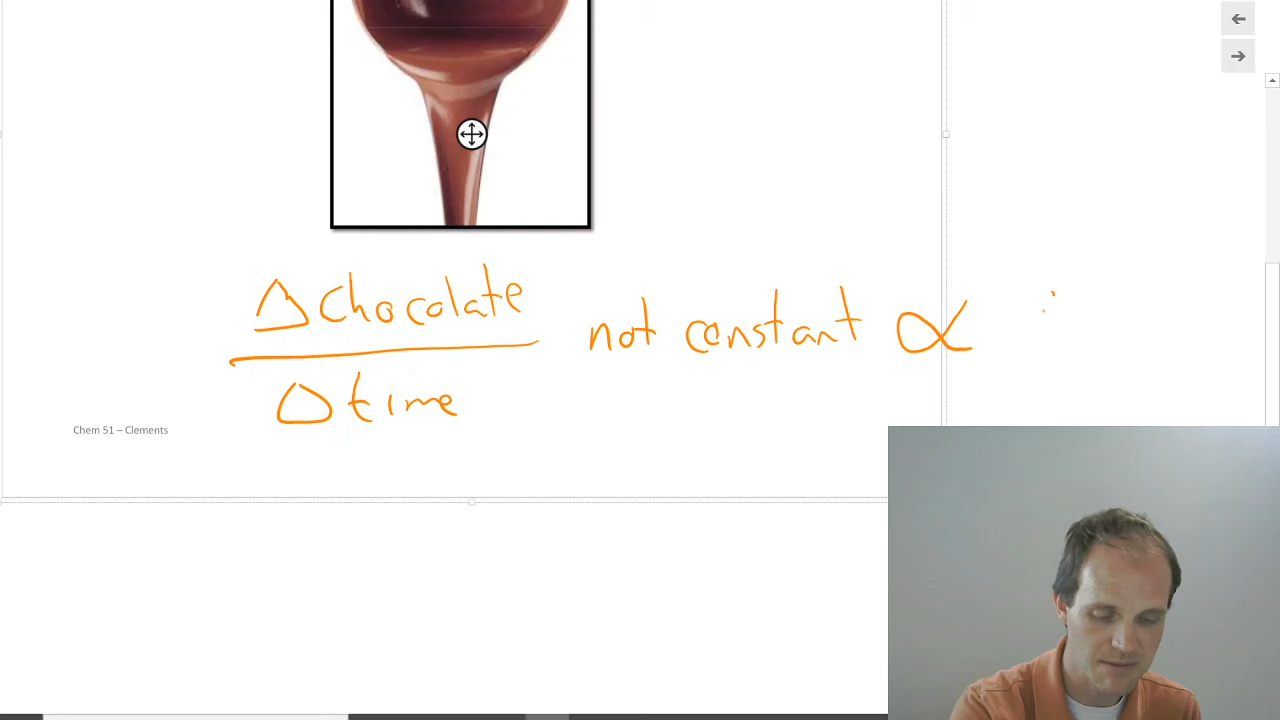 Δ chocolate
not constant ∝
Δ time
Chem 51 – Clements